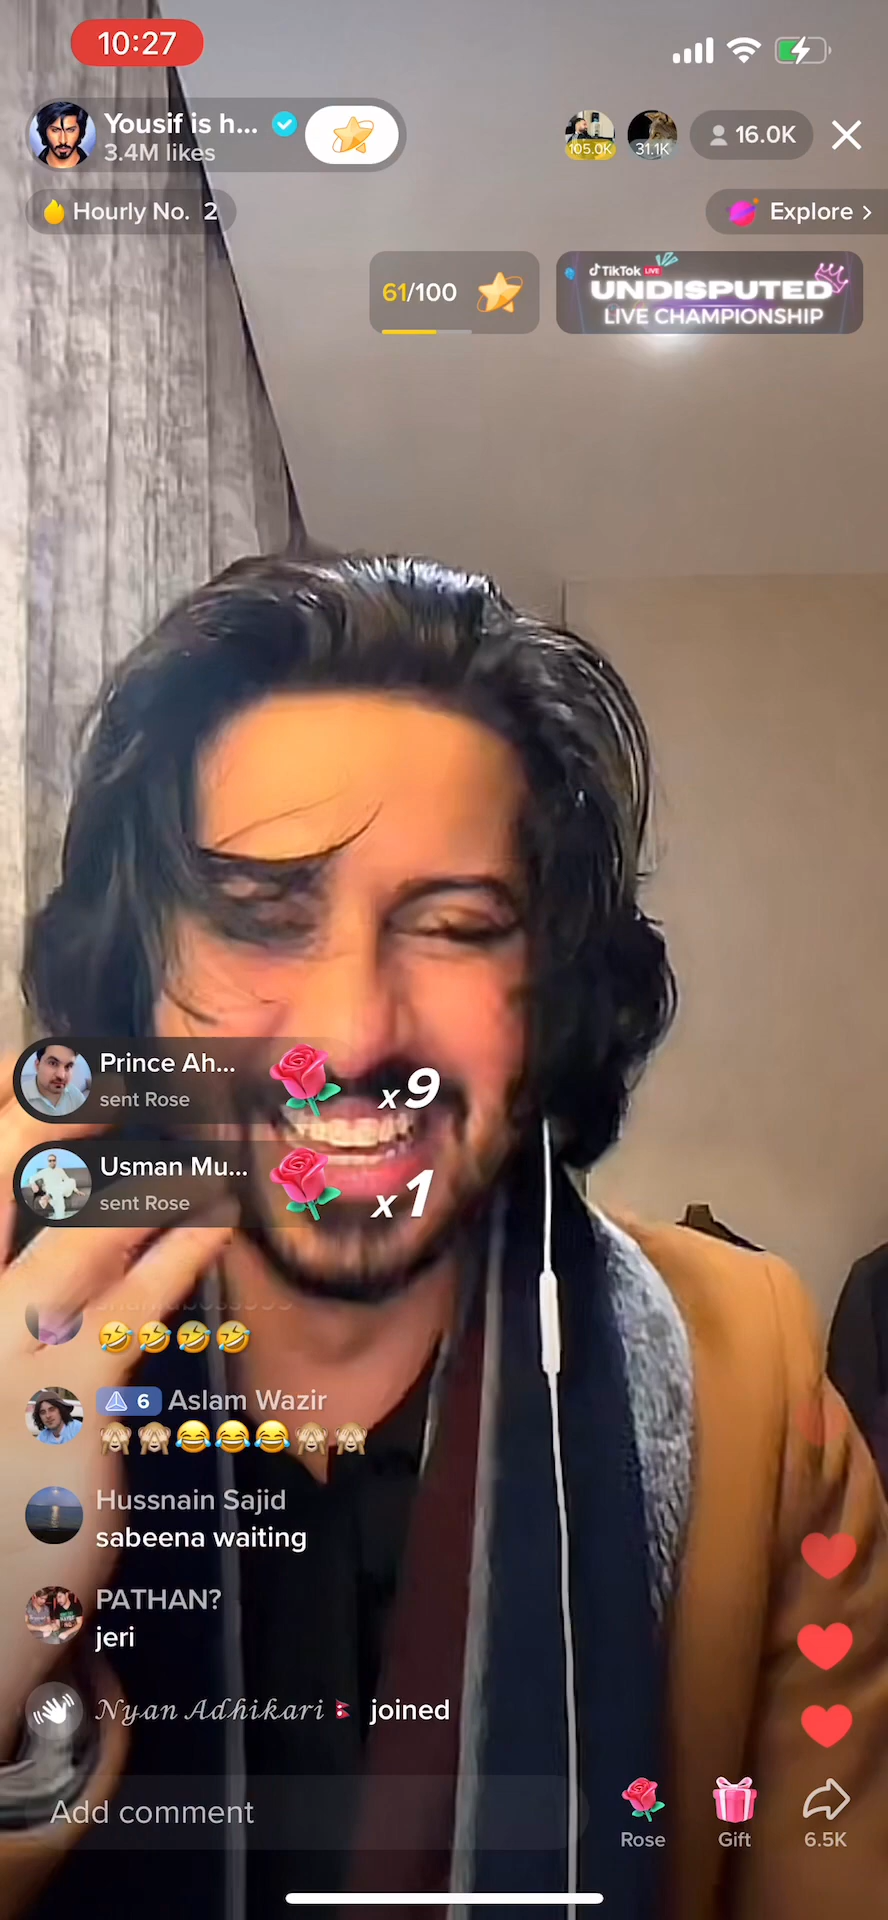 10:27
Yousif is h...
3.4M likes
105.0K
31.1K
16.0K
Hourly No. 2
Explore >
61/100
TikTok LIVE
UNDISPUTED
LIVE CHAMPIONSHIP
Prince Ah...
sent Rose
x9
Usman Mu...
sent Rose
x1
🤣🤣🤣🤣
6 Aslam Wazir
🙈🙈😂😂😂🙈🙈
Hussnain Sajid
sabeena waiting
PATHAN?
jeri
𝒩𝓎𝒶𝓃 𝒜𝒹𝒽𝒾𝓀𝒶𝓇𝒾 🇳🇵 joined
Add comment
Rose
Gift
6.5K